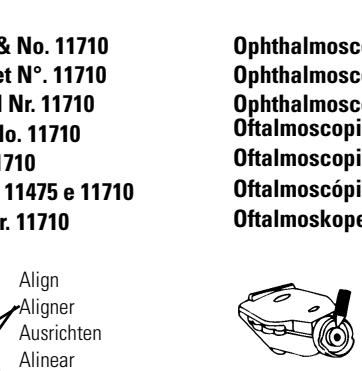 & No. 11710
et N°. 11710
Nr. 11710
No. 11710
11710
11475 e 11710
r. 11710
Ophthalmosc
Ophthalmosc
Ophthalmosc
Oftalmoscopi
Oftalmoscopi
Oftalmoscópi
Oftalmoskope
Align
Aligner
Ausrichten
Alinear